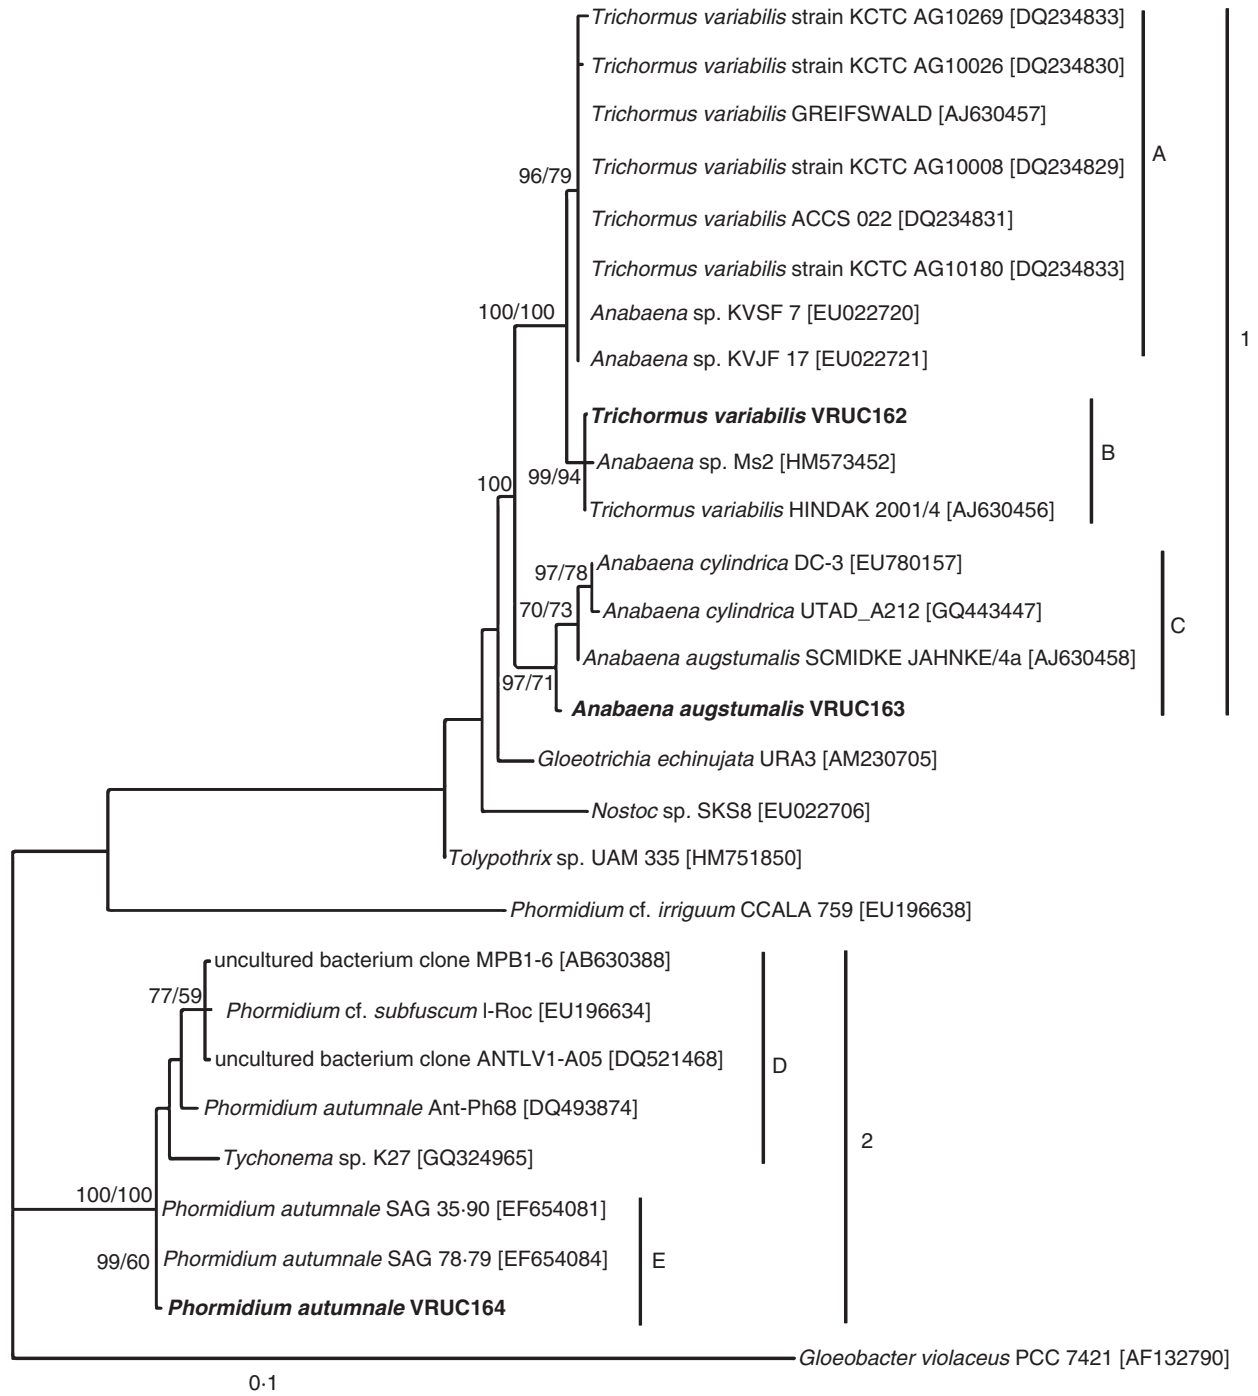 Trichormus variabilis strain KCTC AG10269 [DQ234833]
Trichormus variabilis strain KCTC AG10026 [DQ234830]
Trichormus variabilis GREIFSWALD [AJ630457]
A
Trichormus variabilis strain KCTC AG10008 [DQ234829]
96/79
Trichormus variabilis ACCS 022 [DQ234831]
Trichormus variabilis strain KCTC AG10180 [DQ234833]
100/100
Anabaena sp. KVSF 7 [EU022720]
1
Anabaena sp. KVJF 17 [EU022721]
Trichormus variabilis VRUC162
B
Anabaena sp. Ms2 [HM573452]
99/94
100
Trichormus variabilis HINDAK 2001/4 [AJ630456]
Anabaena cylindrica DC-3 [EU780157]
97/78
70/73
Anabaena cylindrica UTAD_A212 [GQ443447]
C
Anabaena augstumalis SCMIDKE JAHNKE/4a [AJ630458]
97/71
Anabaena augstumalis VRUC163
Gloeotrichia echinujata URA3 [AM230705]
Nostoc sp. SKS8 [EU022706]
Tolypothrix sp. UAM 335 [HM751850]
Phormidium cf. irriguum CCALA 759 [EU196638]
uncultured bacterium clone MPB1-6 [AB630388]
77/59
Phormidium cf. subfuscum l-Roc [EU196634]
uncultured bacterium clone ANTLV1-A05 [DQ521468]
D
Phormidium autumnale Ant-Ph68 [DQ493874]
2
Tychonema sp. K27 [GQ324965]
100/100
Phormidium autumnale SAG 35·90 [EF654081]
99/60
Phormidium autumnale SAG 78·79 [EF654084]
E
Phormidium autumnale VRUC164
Gloeobacter violaceus PCC 7421 [AF132790]
0·1